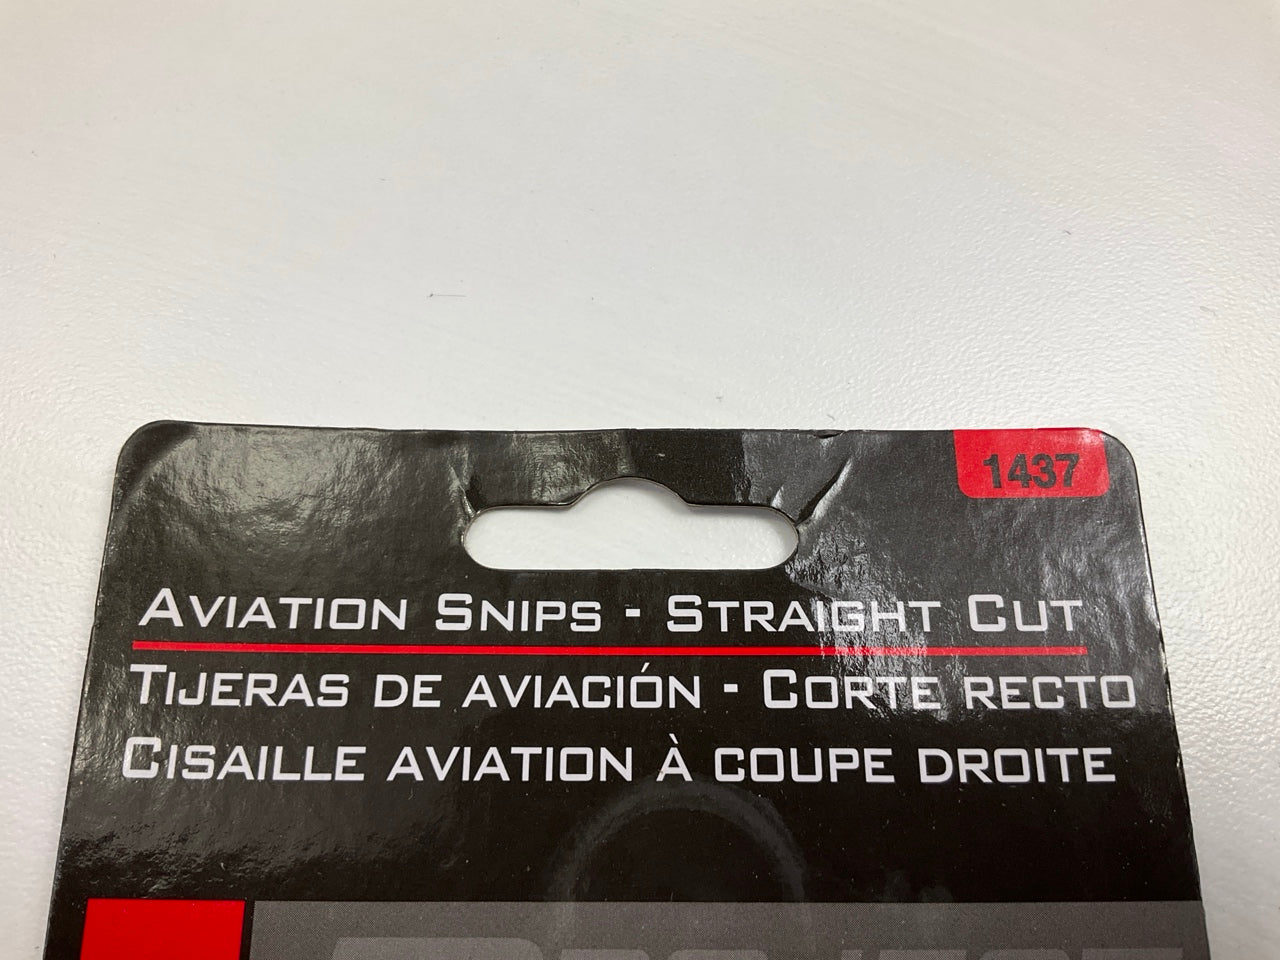 1437
AVIATION SNIPS - STRAIGHT CUT
TIJERAS DE AVIACIÓN - CORTE RECTO
CISAILLE AVIATION À COUPE DROITE